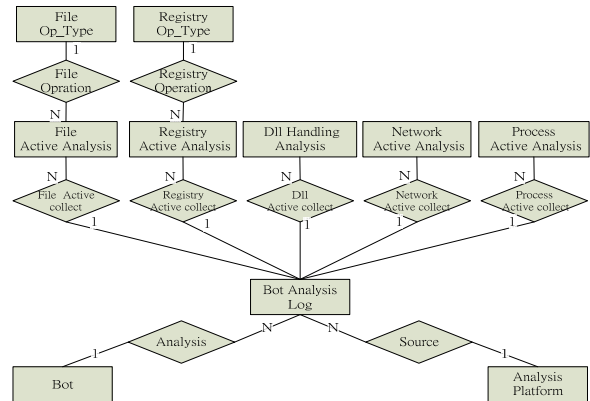 File
Op_Type
Registry
Op_Type
1
1
File
Opration
Registry
Operation
N
N
File
Active Analysis
Registry
Active Analysis
Dll Handling
Analysis
Network
Active Analysis
Process
Active Analysis
N
N
N
N
N
File Active
collect
Registry
Active collect
Dll
Active collect
Network
Active collect
Process
Active collect
1
1
1
1
1
Bot Analysis
Log
N
N
Analysis
Source
1
1
Bot
Analysis
Platform